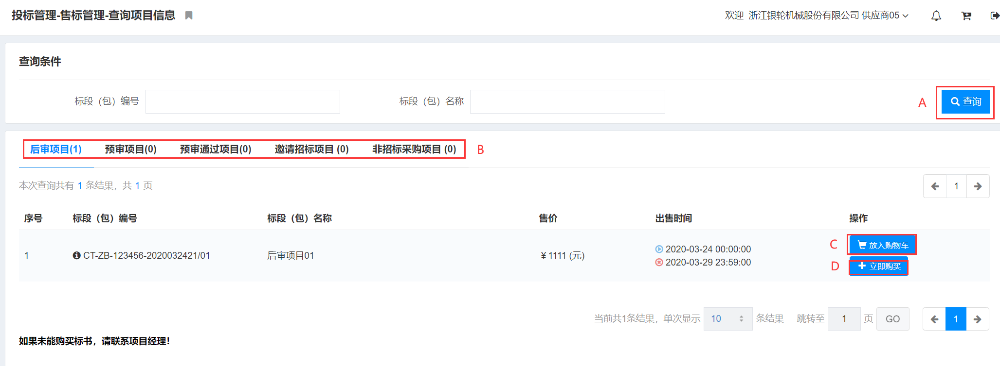 投标管理-售标管理-查询项目信息
欢迎 浙江银轮机械股份有限公司 供应商05
查询条件
标段（包）编号
标段（包）名称
A
查询
后审项目(1) 预审项目(0) 预审通过项目(0) 邀请招标项目 (0) 非招标采购项目 (0)
B
本次查询共有 1 条结果，共 1 页
1
序号 标段（包）编号 标段（包）名称 售价 出售时间 操作
1 CT-ZB-123456-2020032421/01 后审项目01 ￥1111 (元)
2020-03-24 00:00:00
2020-03-29 23:59:00
C 放入购物车
D 立即购买
当前共1条结果，单次显示 10 条结果 跳转至 1 页 GO 1
如果未能购买标书，请联系项目经理！